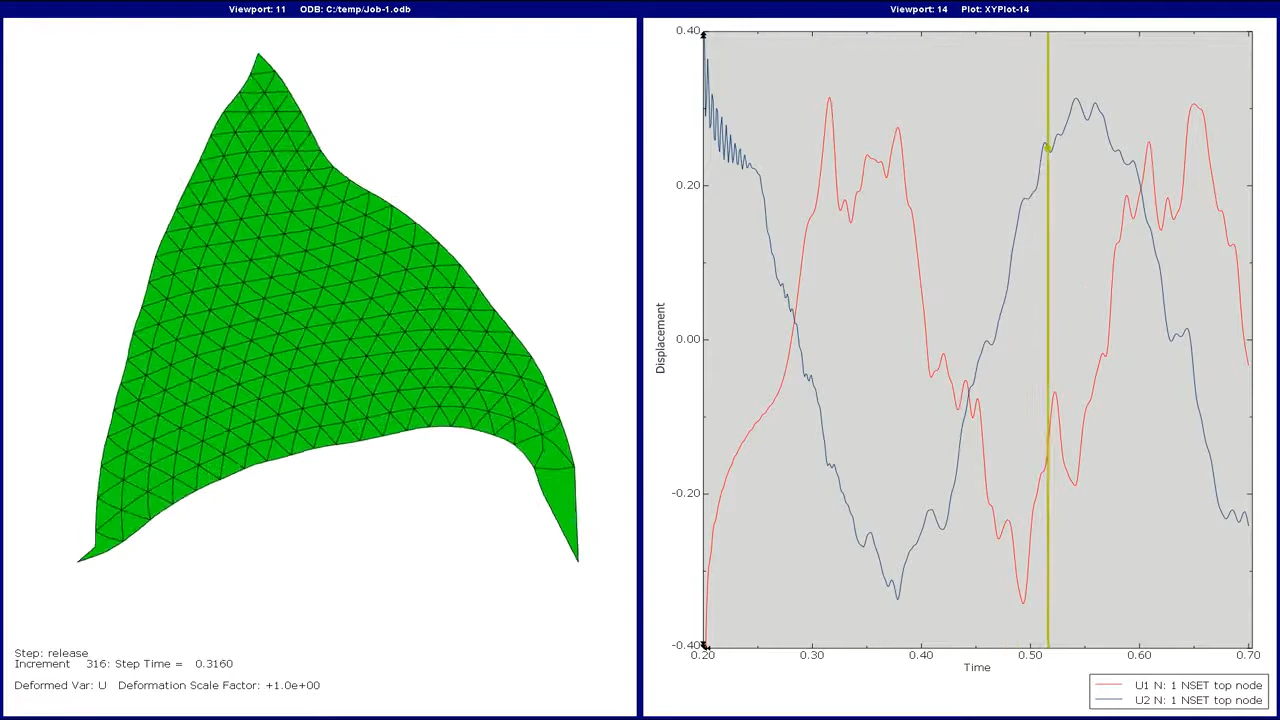 Viewport: 11    ODB: C:/temp/Job-1.odb
Step: release
Increment    316: Step Time =   0.3160
Deformed Var: U   Deformation Scale Factor: +1.0e+00
Viewport: 14    Plot: XYPlot-14
0.40
0.20
0.00
-0.20
-0.40
Displacement
0.20 0.30 0.40 0.50 0.60 0.70
Time
U1 N: 1 NSET top node
U2 N: 1 NSET top node